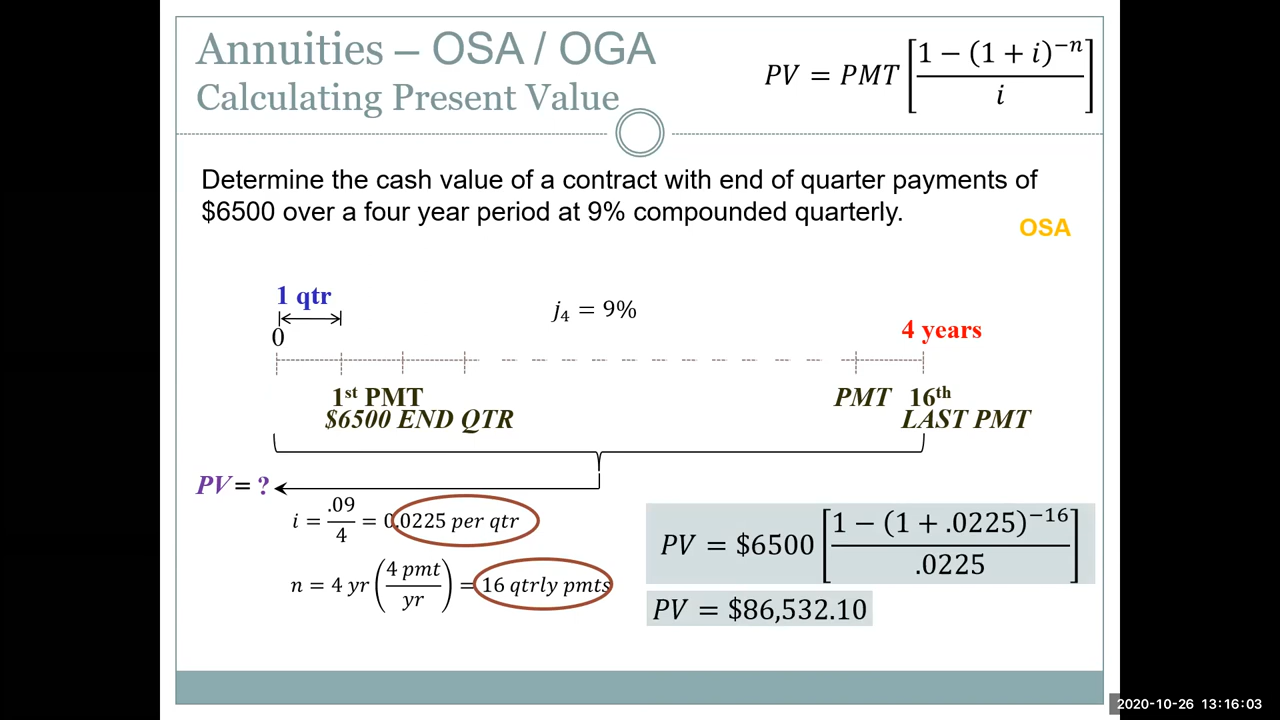 Annuities – OSA / OGA
Calculating Present Value
PV = PMT [1 − (1 + i)⁻ⁿ / i]
Determine the cash value of a contract with end of quarter payments of
$6500 over a four year period at 9% compounded quarterly.
OSA
1 qtr
j₄ = 9%
0
4 years
1st PMT
PMT 16th
$6500 END QTR
LAST PMT
PV = ?
i = .09/4 = 0.0225 per qtr
n = 4 yr (4 pmt/yr) = 16 qtrly pmts
PV = $6500 [1 − (1 + .0225)⁻¹⁶ / .0225]
PV = $86,532.10
2020-10-26 13:16:03